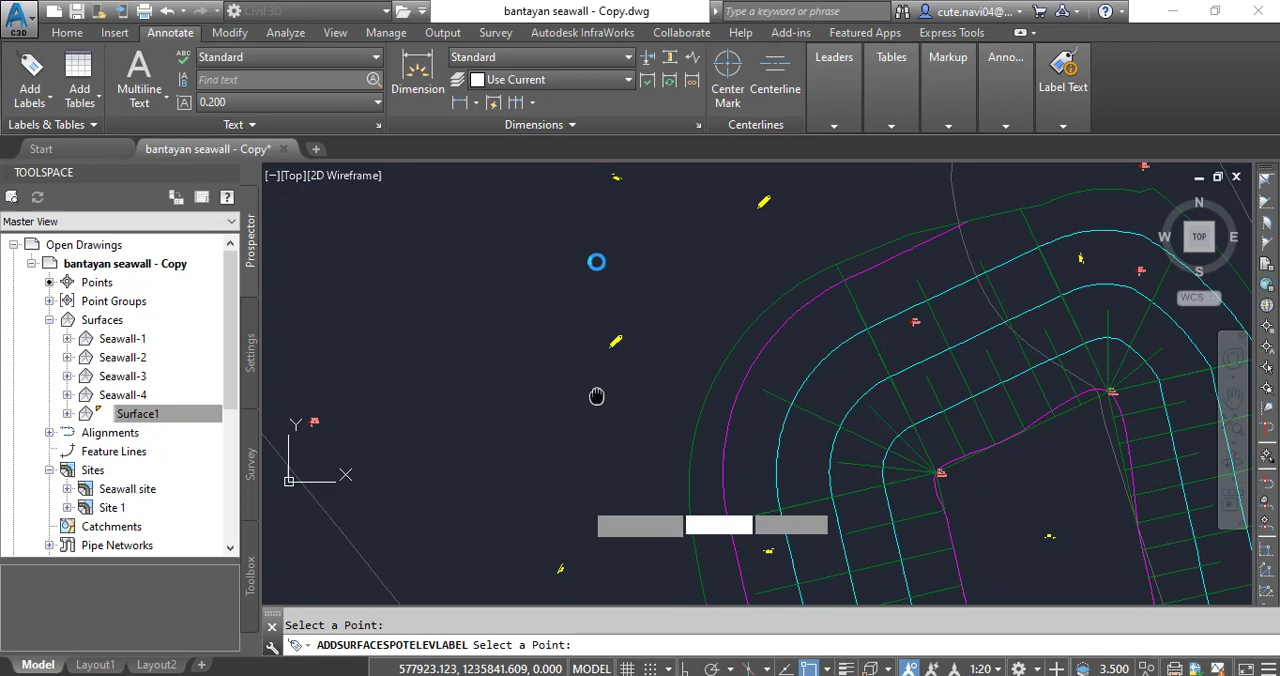 Civil 3D
bantayan seawall - Copy.dwg
Type a keyword or phrase
cute.navi04@...
C3D
Home
Insert
Annotate
Modify
Analyze
View
Manage
Output
Survey
Autodesk InfraWorks
Collaborate
Help
Add-ins
Featured Apps
Express Tools
Add
Labels
Add
Tables
Labels & Tables
ABC
A
Multiline
Text
Standard
Find text
0.200
Text
Dimension
Standard
Use Current
Dimensions
Center
Mark
Centerline
Centerlines
Leaders
Tables
Markup
Anno...
Label Text
Start
bantayan seawall - Copy*
TOOLSPACE
Master View
Open Drawings
bantayan seawall - Copy
Points
Point Groups
Surfaces
Seawall-1
Seawall-2
Seawall-3
Seawall-4
Surface1
Alignments
Feature Lines
Sites
Seawall site
Site 1
Catchments
Pipe Networks
Prospector
Settings
Survey
Toolbox
[−][Top][2D Wireframe]
N
W
TOP
E
S
WCS
Y
X
Select a Point:
ADDSURFACESPOTELEVLABEL Select a Point:
Model
Layout1
Layout2
577923.123, 1235841.609, 0.000
MODEL
1:20
3.500